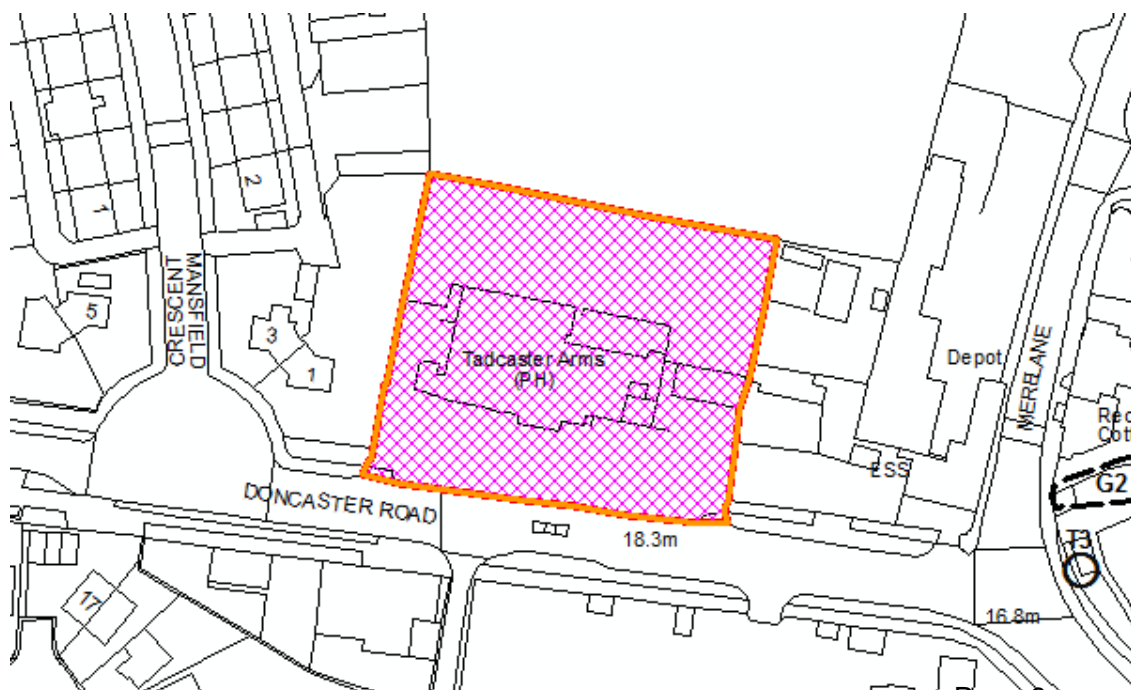 1
2
CRESCENT
MANSFIELD
5
3
1
Tadcaster Arms
(PH)
Depot
MERE LANE
Cott
ESS
G2
DONCASTER ROAD
18.3m
T3
17
16.8m